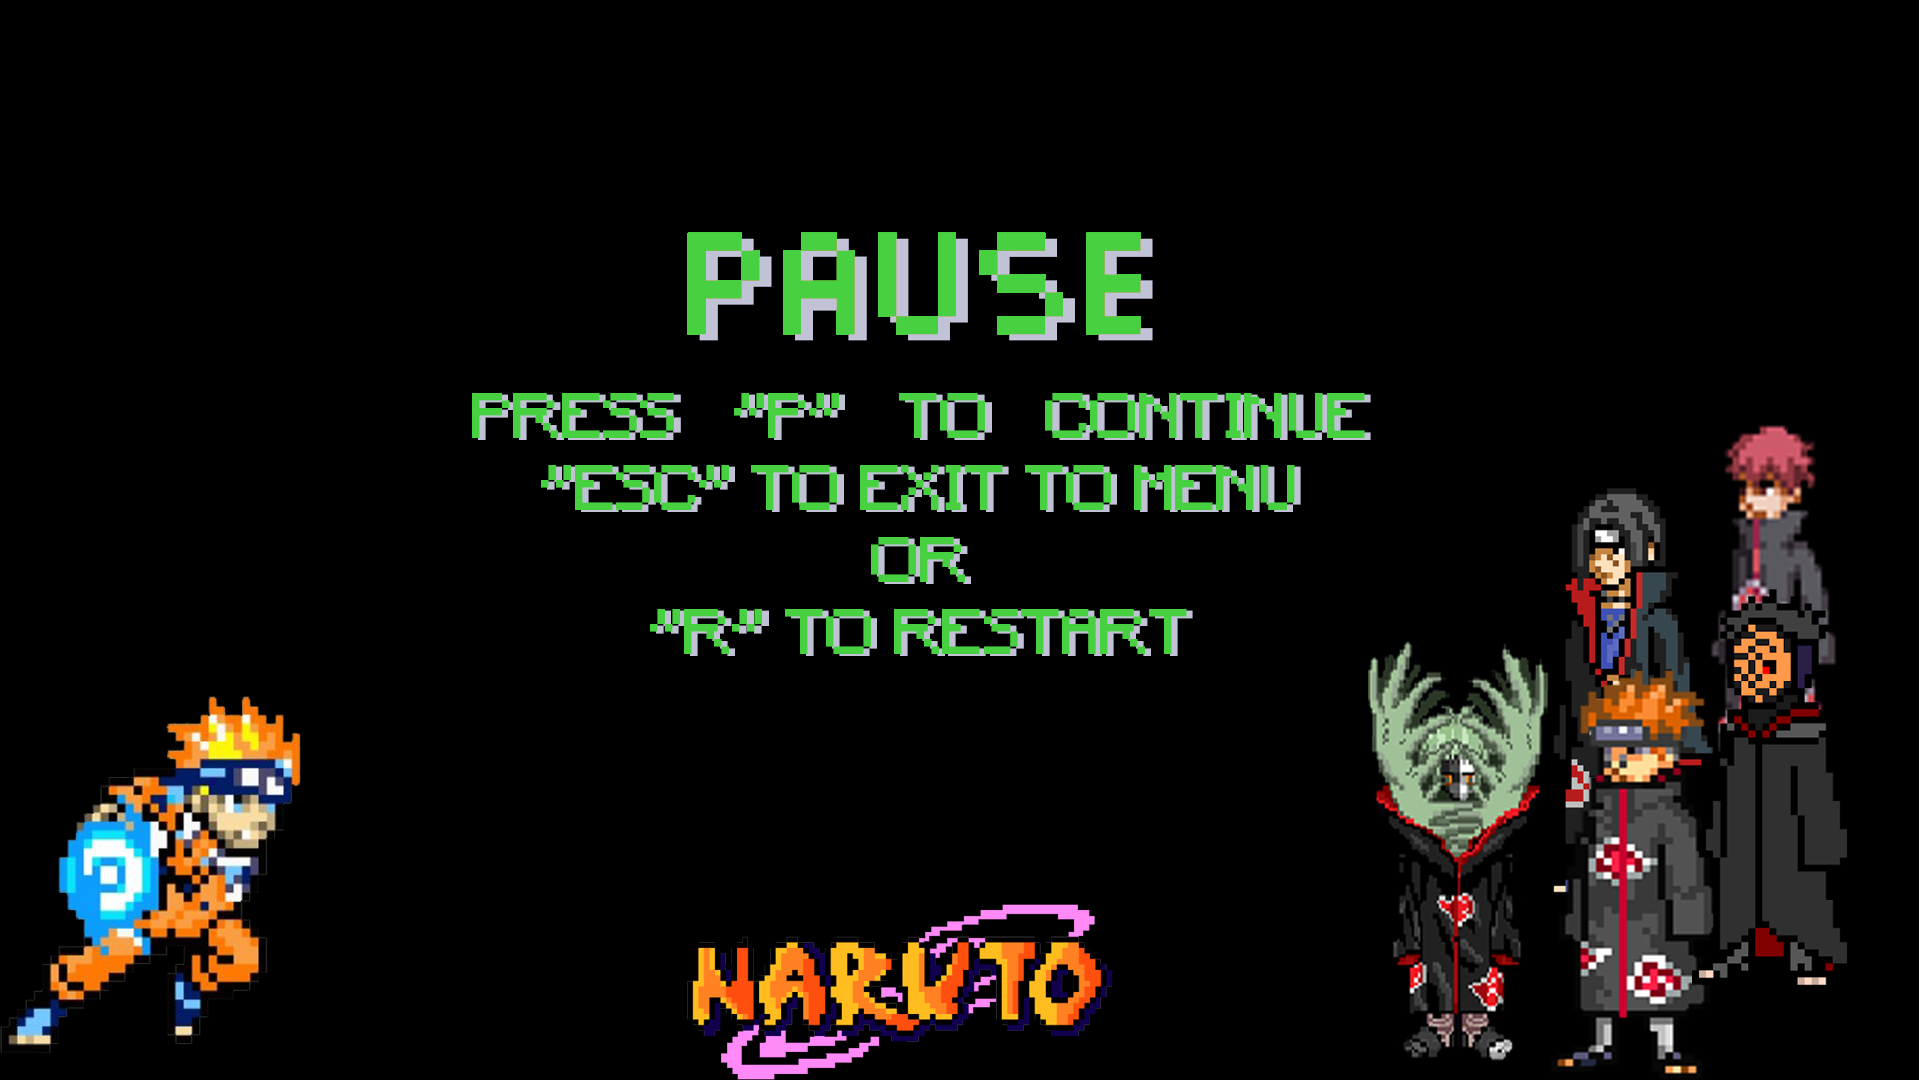 PAUSE
PRESS "P" TO CONTINUE
"ESC" TO EXIT TO MENU
OR
"R" TO RESTART
NARUTO